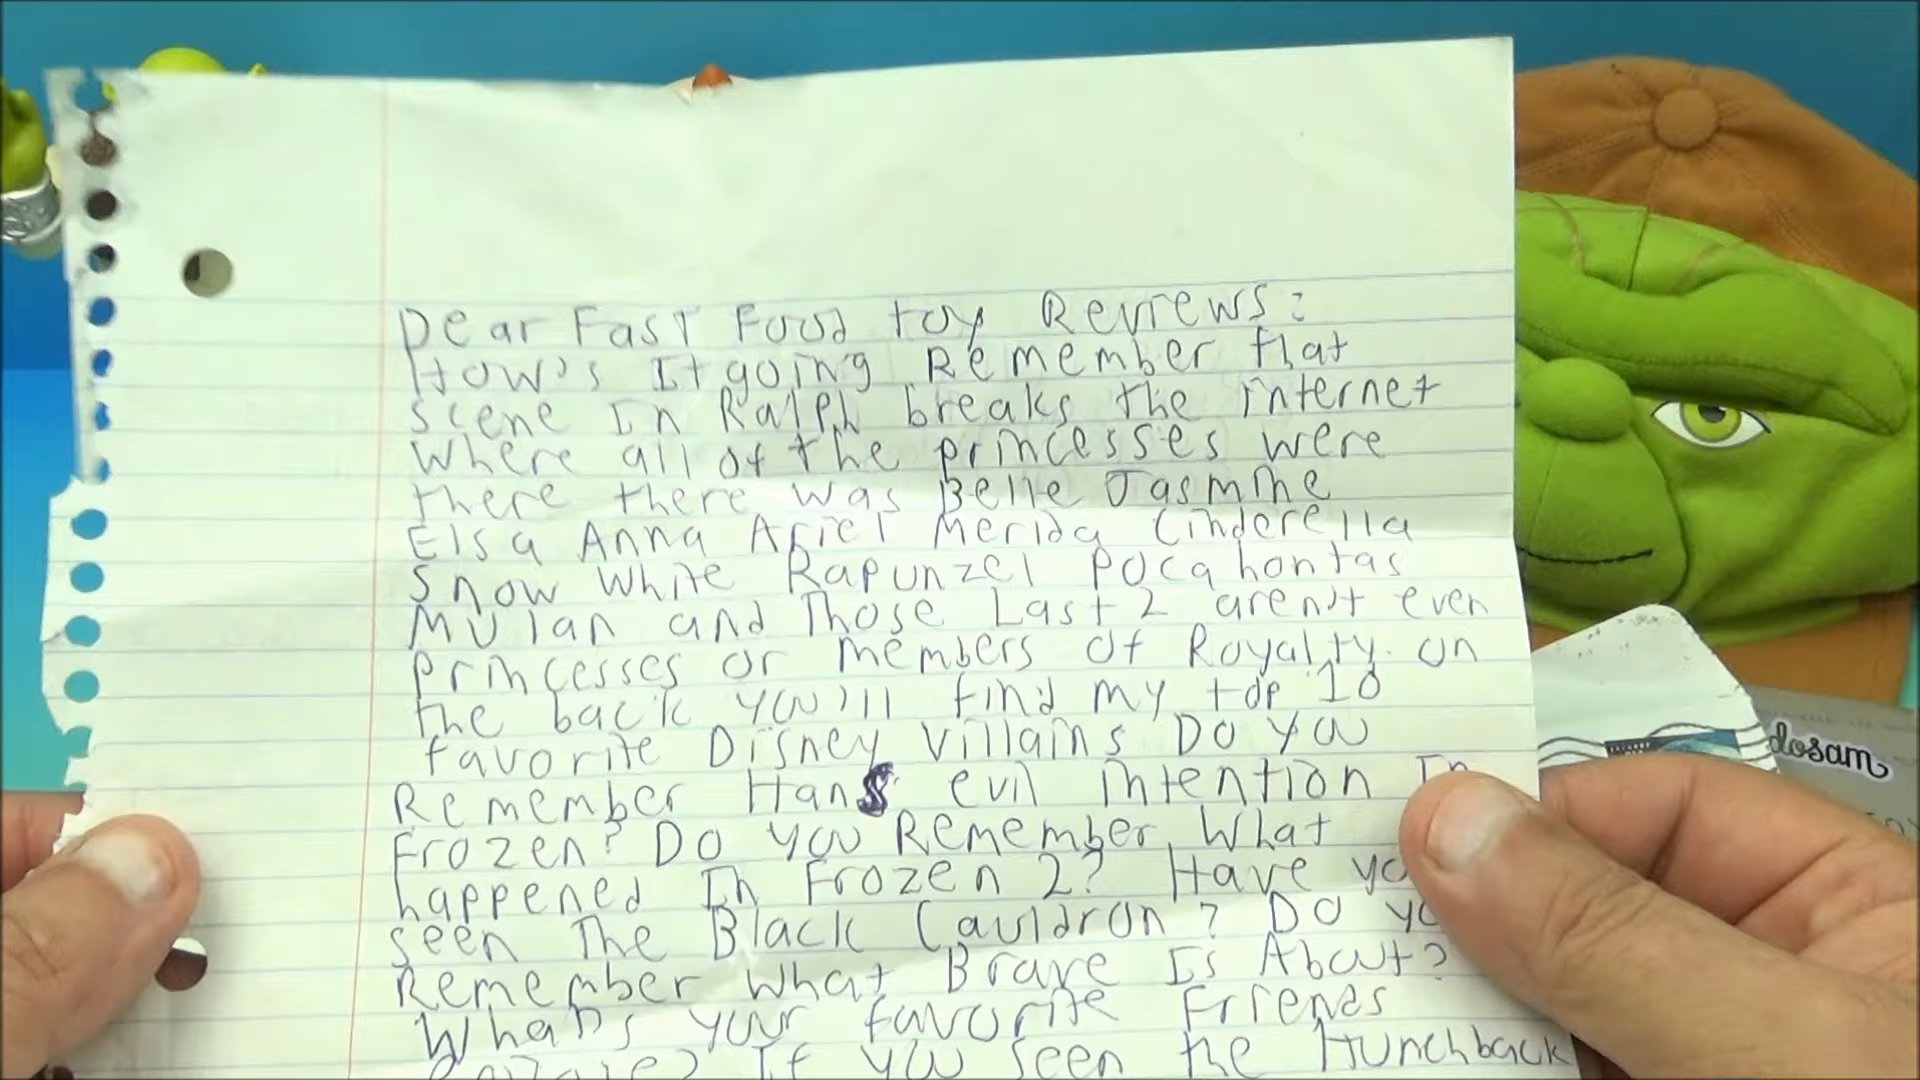 Dear Fast Food toy Reviews:
How's It going Remember that
scene In Ralph breaks the internet
where all of the princesses were
there there was Belle Jasmine
Elsa Anna Ariel Merida Cinderella
Snow White Rapunzel Pocahontas
Mulan and Those Last 2 aren't even
princesses or members of Royalty. on
the back you'll find my top 10
favorite Disney villains Do you
Remember Hans evil intention In
Frozen? Do you Remember What
happened In Frozen 2? Have yo
seen The Black Cauldron? Do yo
Remember what Brave Is About?
What's your favorite Friends
If you seen the Hunchback
dosam